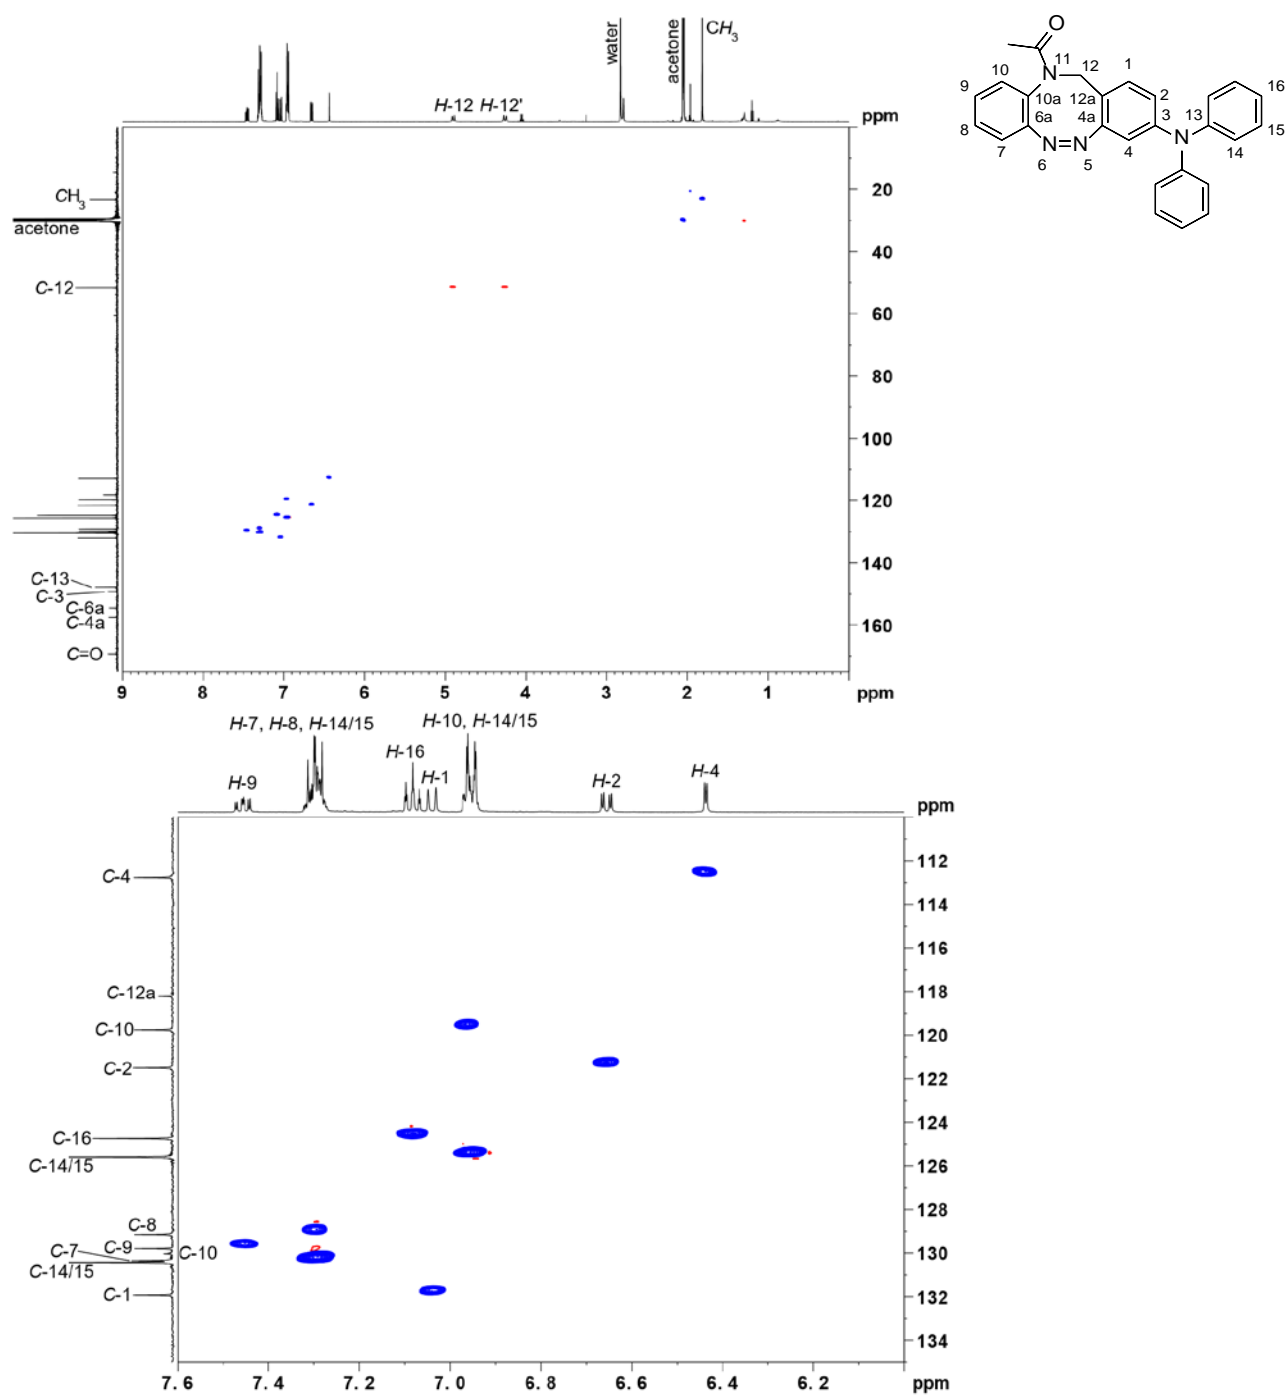 water
acetone
CH3
H-12 H-12'
ppm
CH3
acetone
C-12
C-13
C-3
C-6a
C-4a
C=O
20
40
60
80
100
120
140
160
9 8 7 6 5 4 3 2 1 ppm
O
N
11
12
1
10
9
8
7
10a
6a
12a
4a
2
3
4
N=N
6
5
N
13
14
15
16
H-7, H-8, H-14/15
H-10, H-14/15
H-9
H-16
H-1
H-2
H-4
ppm
C-4
C-12a
C-10
C-2
C-16
C-14/15
C-8
C-9
C-7
C-10
C-14/15
C-1
112
114
116
118
120
122
124
126
128
130
132
134
7.6 7.4 7.2 7.0 6.8 6.6 6.4 6.2 ppm